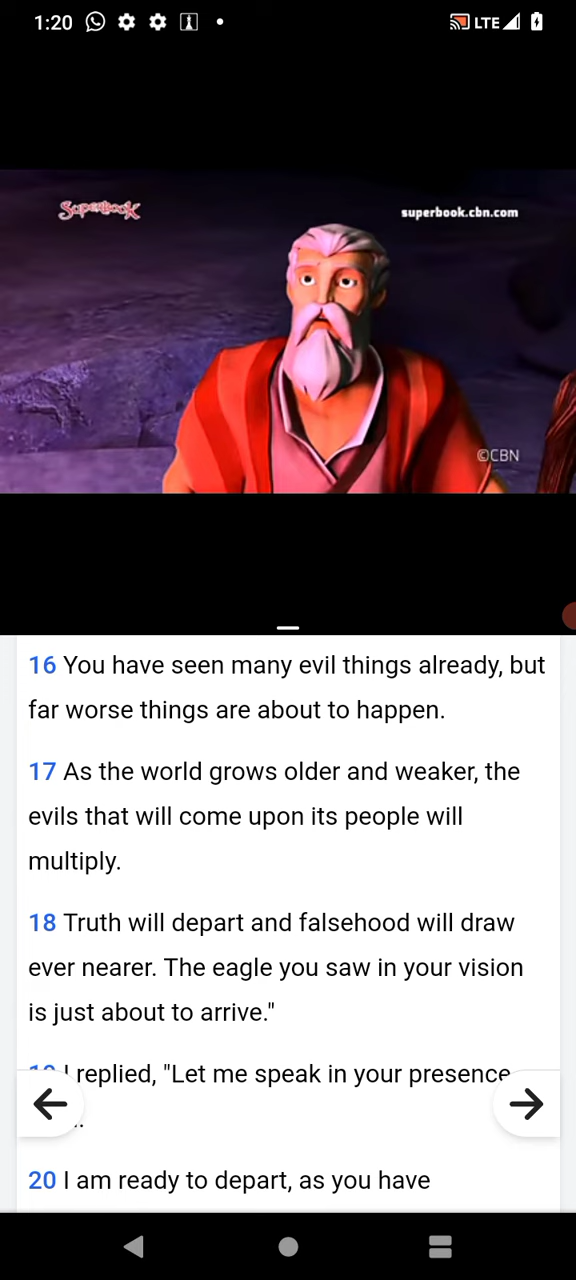 1:20
LTE
SUPERBOOK
superbook.cbn.com
©CBN
16 You have seen many evil things already, but
far worse things are about to happen.
17 As the world grows older and weaker, the
evils that will come upon its people will
multiply.
18 Truth will depart and falsehood will draw
ever nearer. The eagle you saw in your vision
is just about to arrive."
I replied, "Let me speak in your presence
20 I am ready to depart, as you have